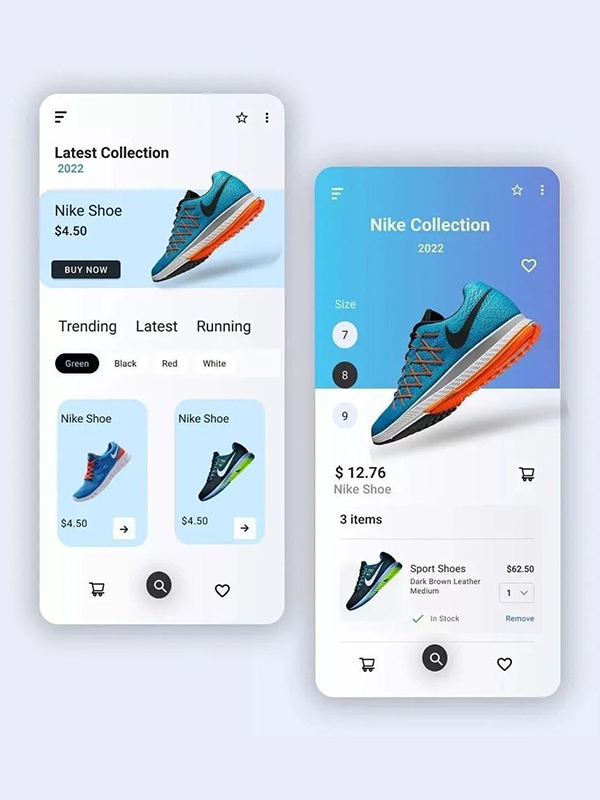 Latest Collection
2022
Nike Shoe
$4.50
BUY NOW
Trending Latest Running
Green Black Red White
Nike Shoe
$4.50
Nike Shoe
$4.50
Nike Collection
2022
Size
7
8
9
$ 12.76
Nike Shoe
3 items
Sport Shoes $62.50
Dark Brown Leather
Medium
1
In Stock Remove